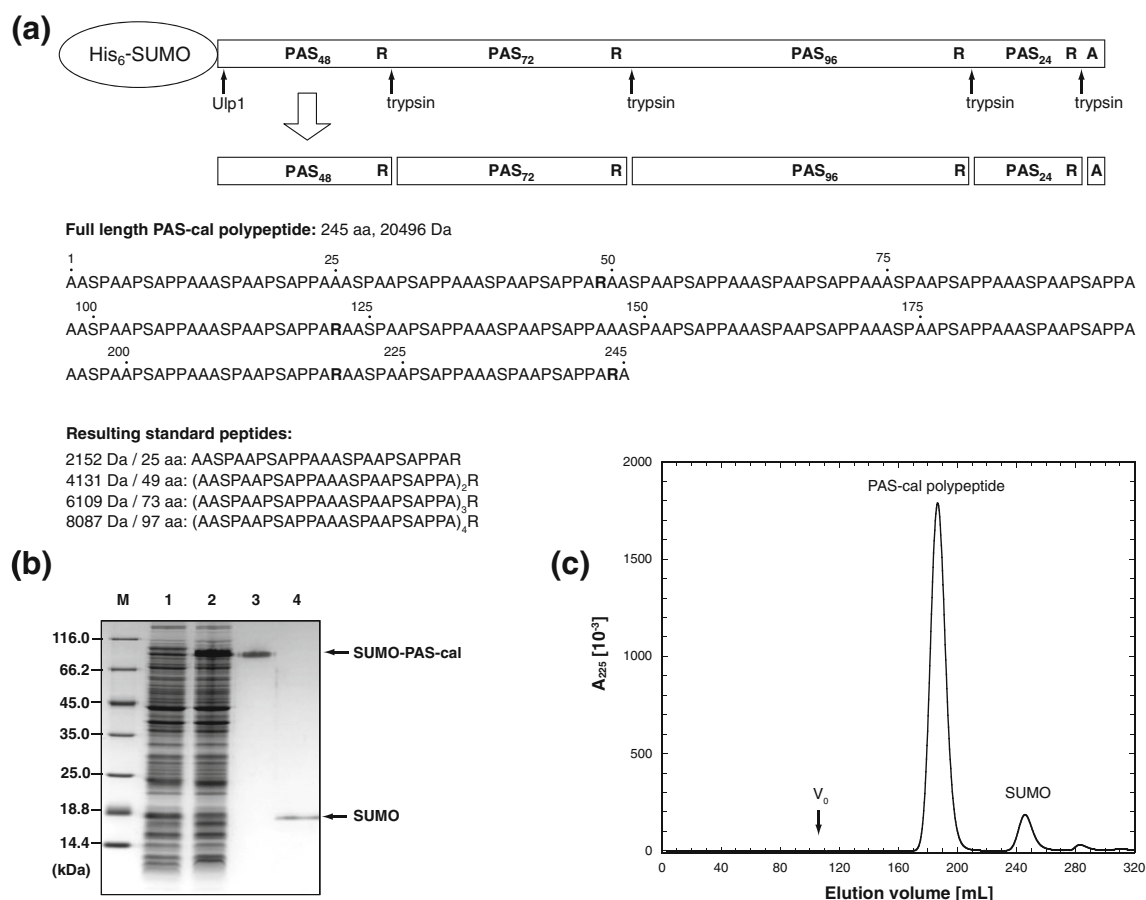 (a)
His6-SUMO
PAS48 R PAS72 R PAS96 R PAS24 R A
Ulp1 trypsin trypsin trypsin trypsin
PAS48 R PAS72 R PAS96 R PAS24 R A
Full length PAS-cal polypeptide: 245 aa, 20496 Da
1 25 50 75
AASPAAPSAPPAAASPAAPSAPPAAASPAAPSAPPAAASPAAPSAPPARAASPAAPSAPPAAASPAAPSAPPAAASPAAPSAPPAAASPAAPSAPPA
100 125 150 175
AASPAAPSAPPAAASPAAPSAPPARAASPAAPSAPPAAASPAAPSAPPAAASPAAPSAPPAAASPAAPSAPPAAASPAAPSAPPAAASPAAPSAPPA
200 225 245
AASPAAPSAPPAAASPAAPSAPPARAASPAAPSAPPAAASPAAPSAPPARA
Resulting standard peptides:
2152 Da / 25 aa: AASPAAPSAPPAAASPAAPSAPPAR
4131 Da / 49 aa: (AASPAAPSAPPAAASPAAPSAPPA)2R
6109 Da / 73 aa: (AASPAAPSAPPAAASPAAPSAPPA)3R
8087 Da / 97 aa: (AASPAAPSAPPAAASPAAPSAPPA)4R
(b)
M 1 2 3 4
116.0
66.2
45.0
35.0
25.0
18.8
14.4
(kDa)
SUMO-PAS-cal
SUMO
(c)
2000
1500
1000
500
0
A225 [10-3]
PAS-cal polypeptide
V0
SUMO
0 40 80 120 160 200 240 280 320
Elution volume [mL]